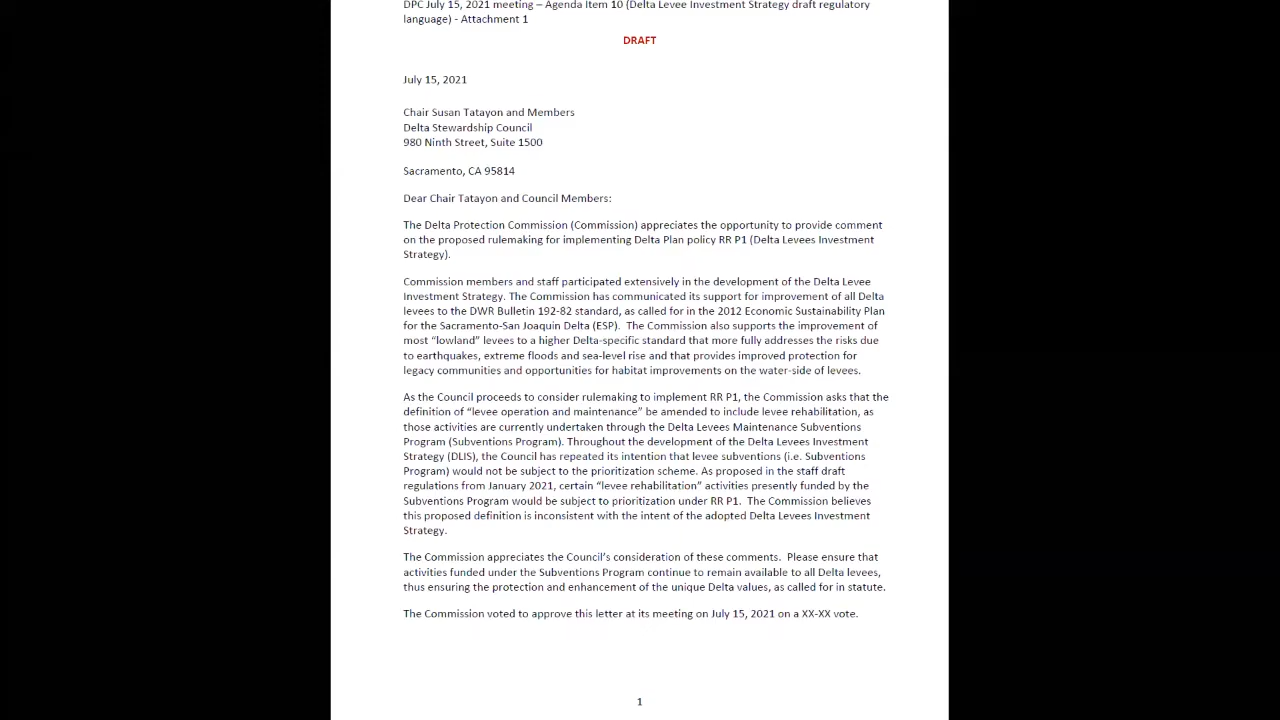 DPC July 15, 2021 meeting – Agenda Item 10 (Delta Levee Investment Strategy draft regulatory
language) - Attachment 1
DRAFT
July 15, 2021
Chair Susan Tatayon and Members
Delta Stewardship Council
980 Ninth Street, Suite 1500
Sacramento, CA 95814
Dear Chair Tatayon and Council Members:
The Delta Protection Commission (Commission) appreciates the opportunity to provide comment
on the proposed rulemaking for implementing Delta Plan policy RR P1 (Delta Levees Investment
Strategy).
Commission members and staff participated extensively in the development of the Delta Levee
Investment Strategy. The Commission has communicated its support for improvement of all Delta
levees to the DWR Bulletin 192-82 standard, as called for in the 2012 Economic Sustainability Plan
for the Sacramento-San Joaquin Delta (ESP).  The Commission also supports the improvement of
most “lowland” levees to a higher Delta-specific standard that more fully addresses the risks due
to earthquakes, extreme floods and sea-level rise and that provides improved protection for
legacy communities and opportunities for habitat improvements on the water-side of levees.
As the Council proceeds to consider rulemaking to implement RR P1, the Commission asks that the
definition of “levee operation and maintenance” be amended to include levee rehabilitation, as
those activities are currently undertaken through the Delta Levees Maintenance Subventions
Program (Subventions Program). Throughout the development of the Delta Levees Investment
Strategy (DLIS), the Council has repeated its intention that levee subventions (i.e. Subventions
Program) would not be subject to the prioritization scheme. As proposed in the staff draft
regulations from January 2021, certain “levee rehabilitation” activities presently funded by the
Subventions Program would be subject to prioritization under RR P1.  The Commission believes
this proposed definition is inconsistent with the intent of the adopted Delta Levees Investment
Strategy.
The Commission appreciates the Council’s consideration of these comments.  Please ensure that
activities funded under the Subventions Program continue to remain available to all Delta levees,
thus ensuring the protection and enhancement of the unique Delta values, as called for in statute.
The Commission voted to approve this letter at its meeting on July 15, 2021 on a XX-XX vote.
1